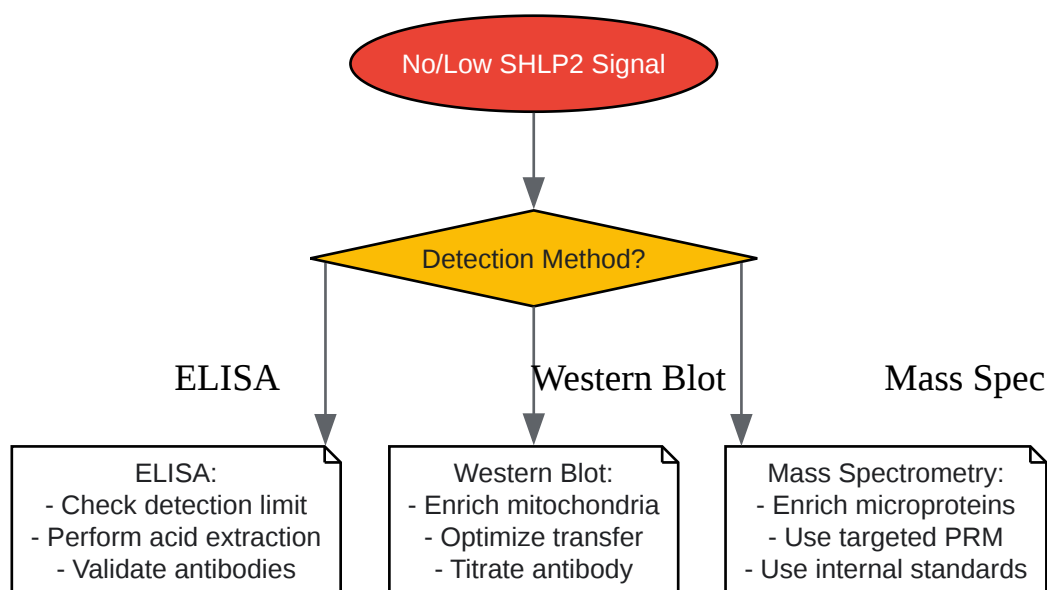 No/Low SHLP2 Signal
Detection Method?
ELISA
Western Blot
Mass Spec
ELISA:
- Check detection limit
- Perform acid extraction
- Validate antibodies
Western Blot:
- Enrich mitochondria
- Optimize transfer
- Titrate antibody
Mass Spectrometry:
- Enrich microproteins
- Use targeted PRM
- Use internal standards